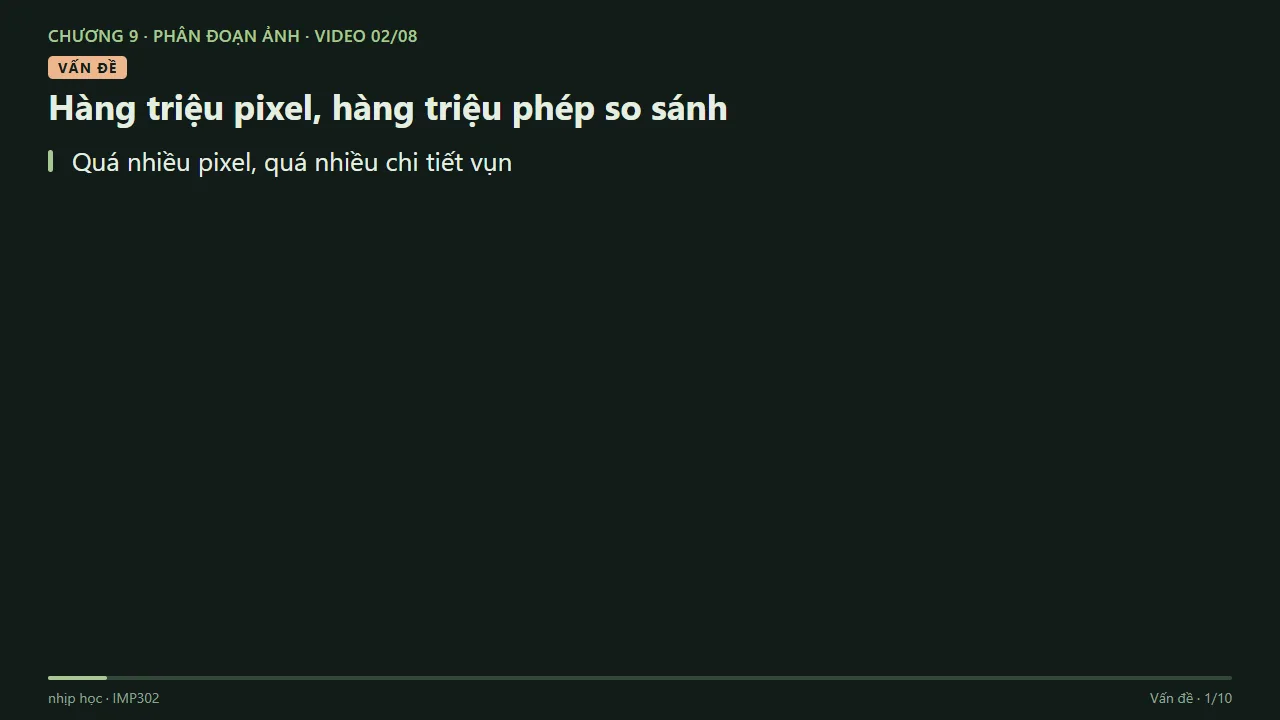 CHƯƠNG 9 · PHÂN ĐOẠN ẢNH · VIDEO 02/08
VẤN ĐỀ
Hàng triệu pixel, hàng triệu phép so sánh
Quá nhiều pixel, quá nhiều chi tiết vụn
nhịp học · IMP302
Vấn đề · 1/10